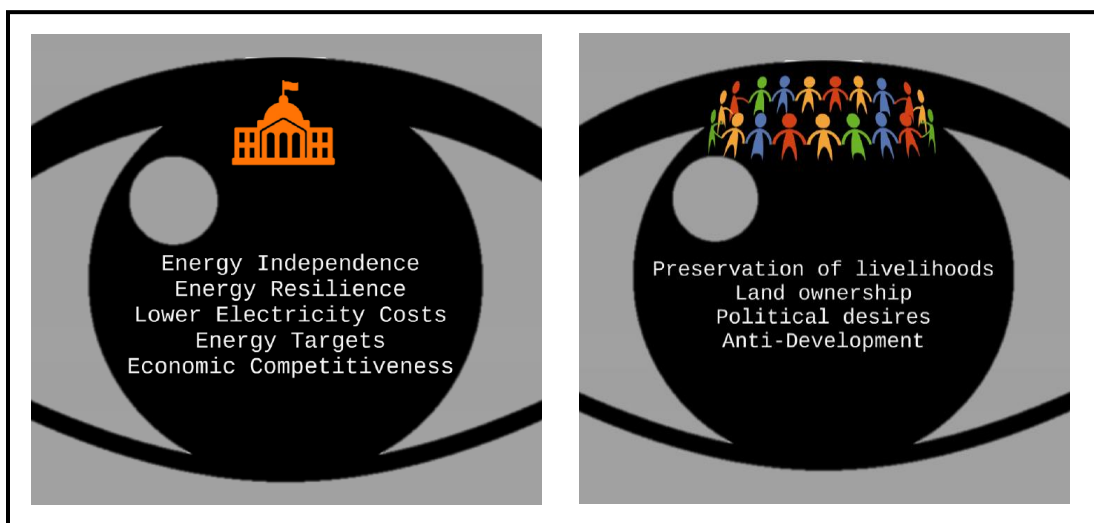 Energy Independence
Energy Resilience
Lower Electricity Costs
Energy Targets
Economic Competitiveness
Preservation of livelihoods
Land ownership
Political desires
Anti-Development